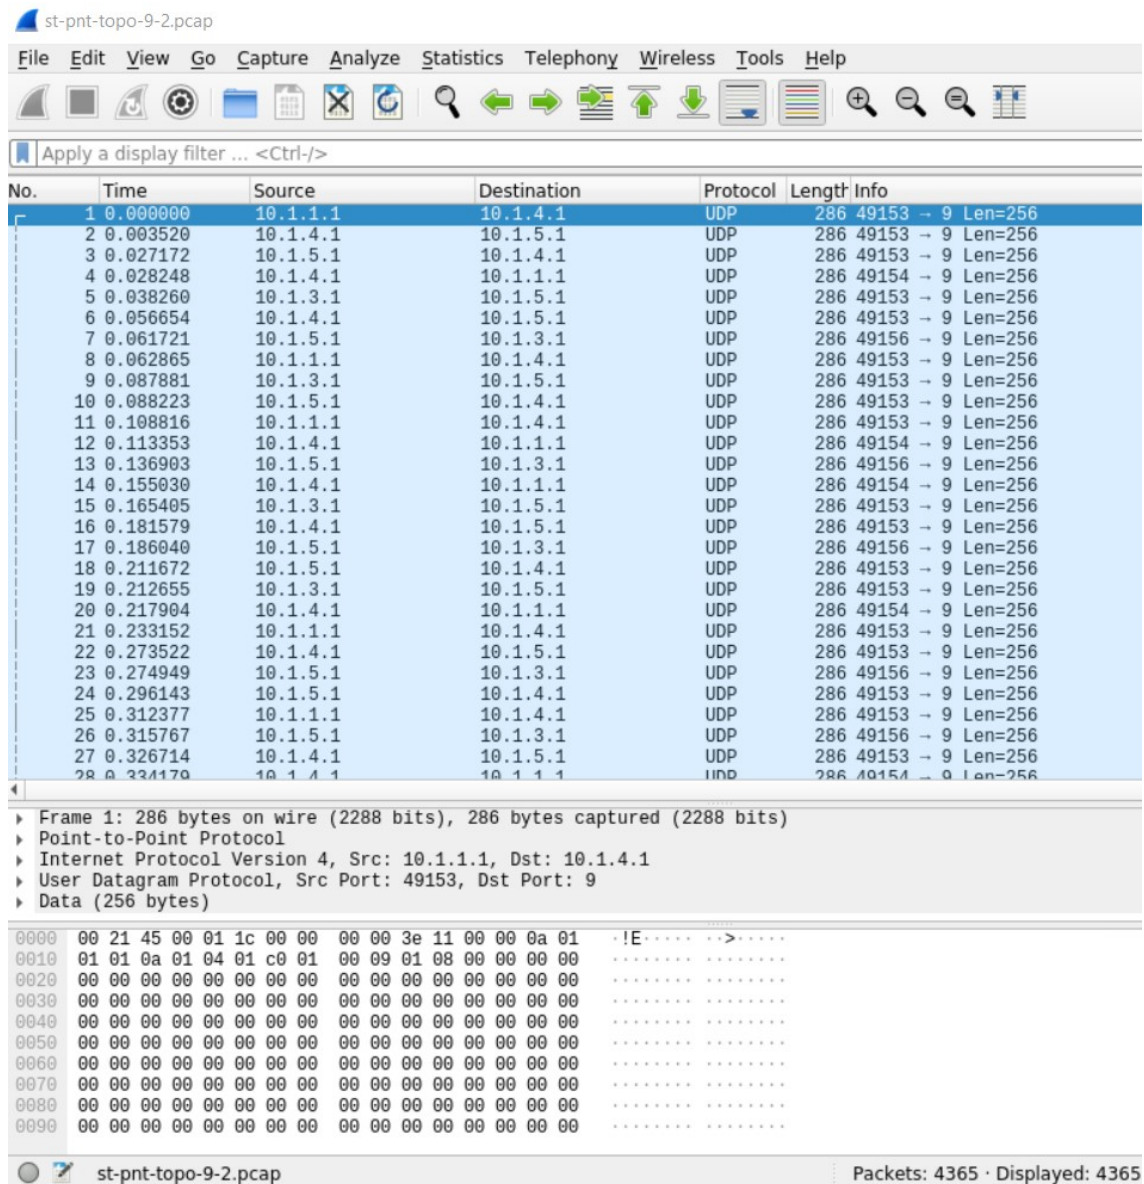 st-pnt-topo-9-2.pcap
File Edit View Go Capture Analyze Statistics Telephony Wireless Tools Help
Apply a display filter ... <Ctrl-/>
No. Time Source Destination Protocol Length Info
1 0.000000 10.1.1.1 10.1.4.1 UDP 286 49153 → 9 Len=256
2 0.003520 10.1.4.1 10.1.5.1 UDP 286 49153 → 9 Len=256
3 0.027172 10.1.5.1 10.1.4.1 UDP 286 49153 → 9 Len=256
4 0.028248 10.1.4.1 10.1.1.1 UDP 286 49154 → 9 Len=256
5 0.038260 10.1.3.1 10.1.5.1 UDP 286 49153 → 9 Len=256
6 0.056654 10.1.4.1 10.1.5.1 UDP 286 49153 → 9 Len=256
7 0.061721 10.1.5.1 10.1.3.1 UDP 286 49156 → 9 Len=256
8 0.062865 10.1.1.1 10.1.4.1 UDP 286 49153 → 9 Len=256
9 0.087881 10.1.3.1 10.1.5.1 UDP 286 49153 → 9 Len=256
10 0.088223 10.1.5.1 10.1.4.1 UDP 286 49153 → 9 Len=256
11 0.108816 10.1.1.1 10.1.4.1 UDP 286 49153 → 9 Len=256
12 0.113353 10.1.4.1 10.1.1.1 UDP 286 49154 → 9 Len=256
13 0.136903 10.1.5.1 10.1.3.1 UDP 286 49156 → 9 Len=256
14 0.155030 10.1.4.1 10.1.1.1 UDP 286 49154 → 9 Len=256
15 0.165405 10.1.3.1 10.1.5.1 UDP 286 49153 → 9 Len=256
16 0.181579 10.1.4.1 10.1.5.1 UDP 286 49153 → 9 Len=256
17 0.186040 10.1.5.1 10.1.3.1 UDP 286 49156 → 9 Len=256
18 0.211672 10.1.5.1 10.1.4.1 UDP 286 49153 → 9 Len=256
19 0.212655 10.1.3.1 10.1.5.1 UDP 286 49153 → 9 Len=256
20 0.217904 10.1.4.1 10.1.1.1 UDP 286 49154 → 9 Len=256
21 0.233152 10.1.1.1 10.1.4.1 UDP 286 49153 → 9 Len=256
22 0.273522 10.1.4.1 10.1.5.1 UDP 286 49153 → 9 Len=256
23 0.274949 10.1.5.1 10.1.3.1 UDP 286 49156 → 9 Len=256
24 0.296143 10.1.5.1 10.1.4.1 UDP 286 49153 → 9 Len=256
25 0.312377 10.1.1.1 10.1.4.1 UDP 286 49153 → 9 Len=256
26 0.315767 10.1.5.1 10.1.3.1 UDP 286 49156 → 9 Len=256
27 0.326714 10.1.4.1 10.1.5.1 UDP 286 49153 → 9 Len=256
28 0.334179 10.1.4.1 10.1.1.1 UDP 286 49154 → 9 Len=256
Frame 1: 286 bytes on wire (2288 bits), 286 bytes captured (2288 bits)
Point-to-Point Protocol
Internet Protocol Version 4, Src: 10.1.1.1, Dst: 10.1.4.1
User Datagram Protocol, Src Port: 49153, Dst Port: 9
Data (256 bytes)
0000 00 21 45 00 01 1c 00 00 00 00 3e 11 00 00 0a 01 ·!E····· ··>·····
0010 01 01 0a 01 04 01 c0 01 00 09 01 08 00 00 00 00 ········ ········
0020 00 00 00 00 00 00 00 00 00 00 00 00 00 00 00 00 ········ ········
0030 00 00 00 00 00 00 00 00 00 00 00 00 00 00 00 00 ········ ········
0040 00 00 00 00 00 00 00 00 00 00 00 00 00 00 00 00 ········ ········
0050 00 00 00 00 00 00 00 00 00 00 00 00 00 00 00 00 ········ ········
0060 00 00 00 00 00 00 00 00 00 00 00 00 00 00 00 00 ········ ········
0070 00 00 00 00 00 00 00 00 00 00 00 00 00 00 00 00 ········ ········
0080 00 00 00 00 00 00 00 00 00 00 00 00 00 00 00 00 ········ ········
0090 00 00 00 00 00 00 00 00 00 00 00 00 00 00 00 00 ········ ········
st-pnt-topo-9-2.pcap Packets: 4365 · Displayed: 4365